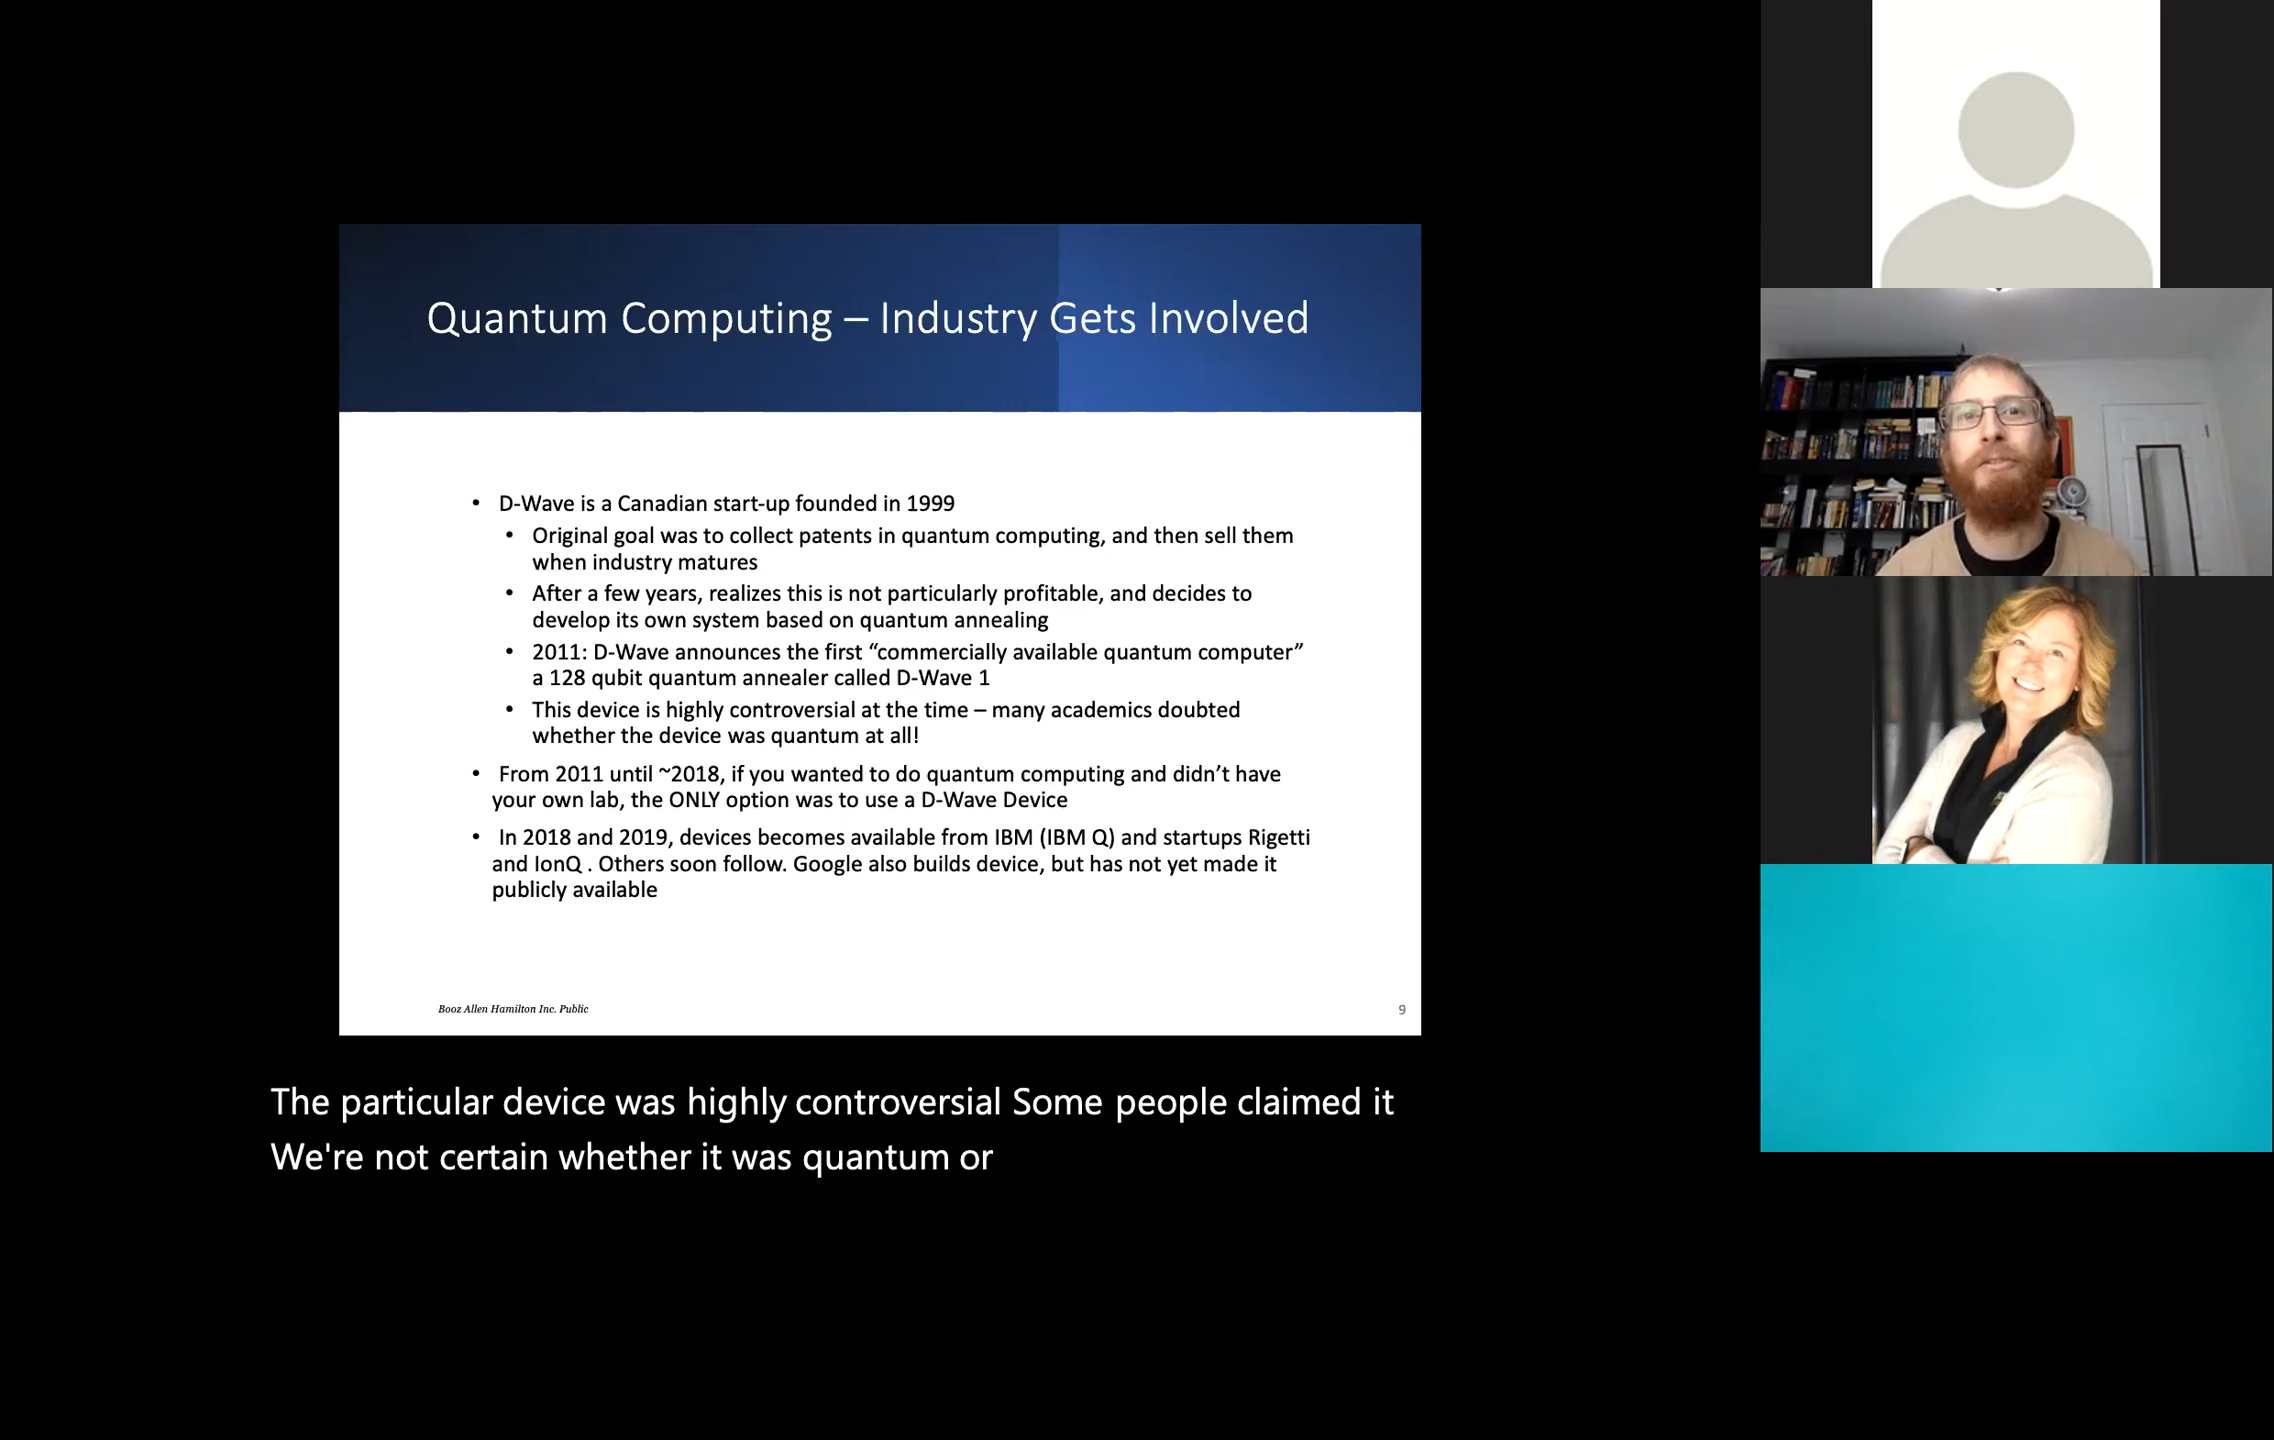 Quantum Computing – Industry Gets Involved
• D-Wave is a Canadian start-up founded in 1999
• Original goal was to collect patents in quantum computing, and then sell them
when industry matures
• After a few years, realizes this is not particularly profitable, and decides to
develop its own system based on quantum annealing
• 2011: D-Wave announces the first “commercially available quantum computer”
a 128 qubit quantum annealer called D-Wave 1
• This device is highly controversial at the time – many academics doubted
whether the device was quantum at all!
• From 2011 until ~2018, if you wanted to do quantum computing and didn’t have
your own lab, the ONLY option was to use a D-Wave Device
• In 2018 and 2019, devices becomes available from IBM (IBM Q) and startups Rigetti
and IonQ . Others soon follow. Google also builds device, but has not yet made it
publicly available
Booz Allen Hamilton Inc. Public
9
The particular device was highly controversial Some people claimed it
We're not certain whether it was quantum or